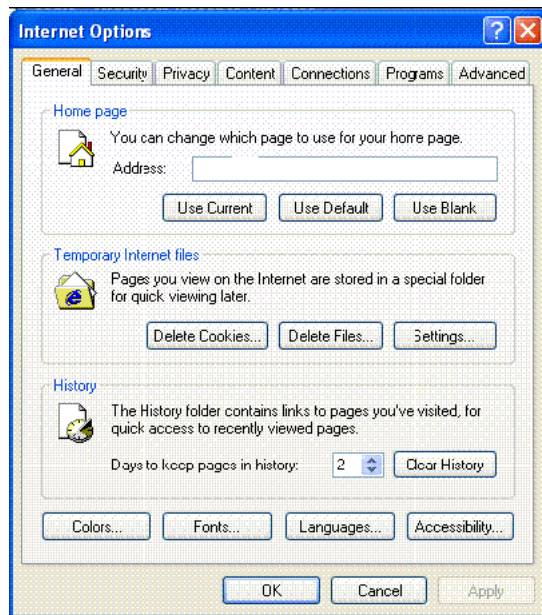 Internet Options
General Security Privacy Content Connections Programs Advanced
Home page
You can change which page to use for your home page.
Address:
Use Current Use Default Use Blank
Temporary Internet files
Pages you view on the Internet are stored in a special folder
for quick viewing later.
Delete Cookies... Delete Files... Settings...
History
The History folder contains links to pages you've visited, for
quick access to recently viewed pages.
Days to keep pages in history: 2 Clear History
Colors... Fonts... Languages... Accessibility...
OK Cancel Apply